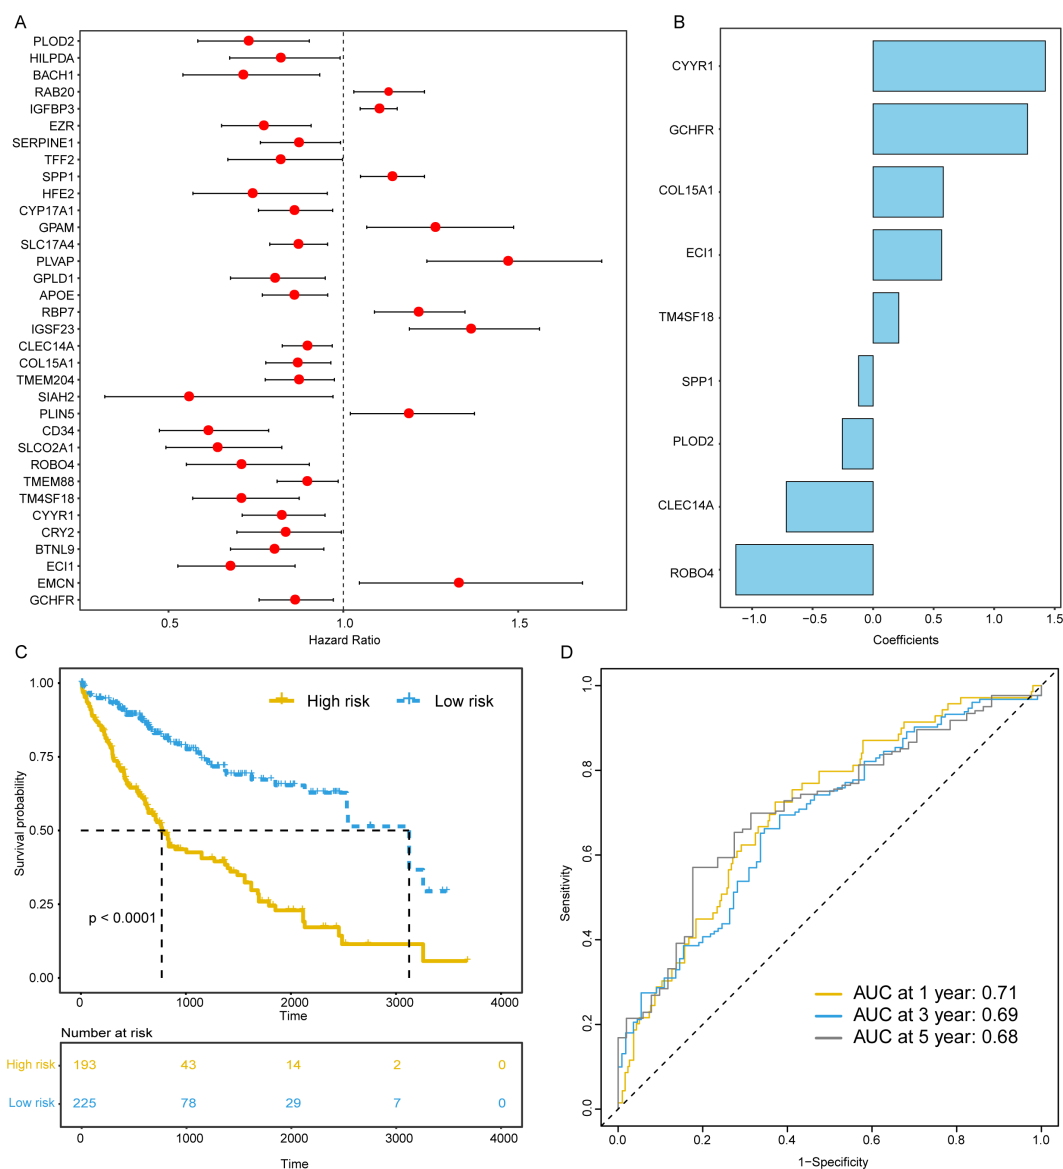 A
PLOD2
HILPDA
BACH1
RAB20
IGFBP3
EZR
SERPINE1
TFF2
SPP1
HFE2
CYP17A1
GPAM
SLC17A4
PLVAP
GPLD1
APOE
RBP7
IGSF23
CLEC14A
COL15A1
TMEM204
SIAH2
PLIN5
CD34
SLCO2A1
ROBO4
TMEM88
TM4SF18
CYYR1
CRY2
BTNL9
ECI1
EMCN
GCHFR
0.5 1.0 1.5
Hazard Ratio
B
CYYR1
GCHFR
COL15A1
ECI1
TM4SF18
SPP1
PLOD2
CLEC14A
ROBO4
−1.0 −0.5 0.0 0.5 1.0 1.5
Coefficients
C
Survival probability
1.00
0.75
0.50
0.25
0.00
High risk Low risk
p < 0.0001
0 1000 2000 3000 4000
Time
Number at risk
High risk 193 43 14 2 0
Low risk 225 78 29 7 0
0 1000 2000 3000 4000
Time
D
Sensitivity
1.0
0.8
0.6
0.4
0.2
0.0
AUC at 1 year: 0.71
AUC at 3 year: 0.69
AUC at 5 year: 0.68
0.0 0.2 0.4 0.6 0.8 1.0
1−Specificity